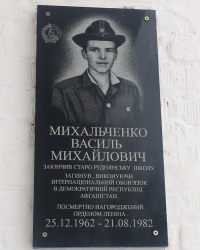 МИХАЛЬЧЕНКО
ВАСИЛЬ
МИХАЙЛОВИЧ
ЗАКІНЧИВ СТАРО РУДНЯНСЬКУ ШКОЛУ
ЗАГИНУВ, ВИКОНУЮЧИ
ІНТЕРНАЦІОНАЛЬНИЙ ОБОВ'ЯЗОК
В ДЕМОКРАТИЧНІЙ РЕСПУБЛІЦІ
АФГАНІСТАН.
ПОСМЕРТНО НАГОРОДЖЕНИЙ
ОРДЕНОМ ЛЕНІНА.
25.12.1962 - 21.08.1982